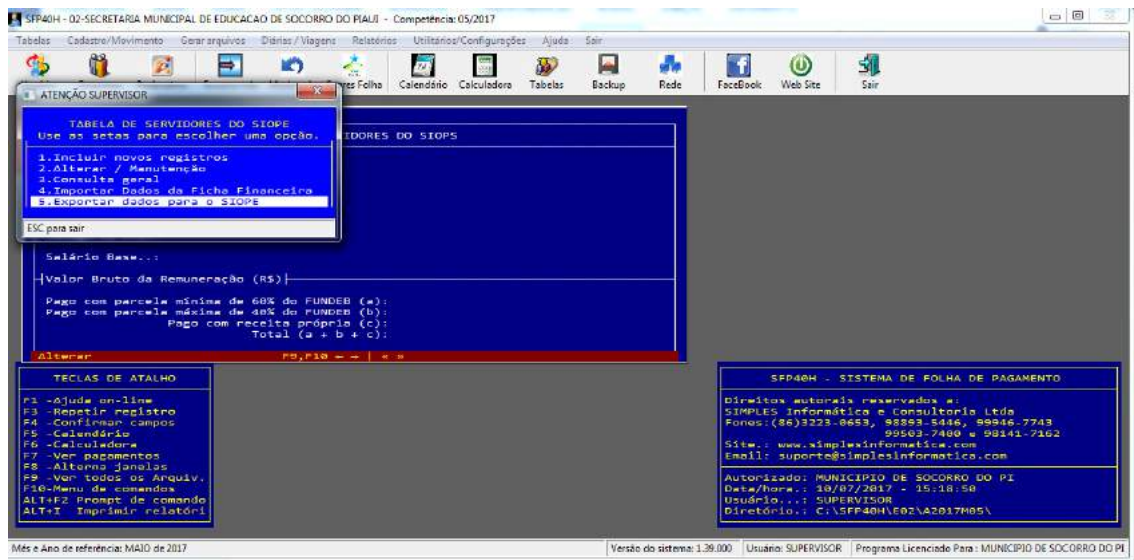 SFP40H - 02-SECRETARIA MUNICIPAL DE EDUCACAO DE SOCORRO DO PIAUI - Competência: 05/2017
Tabelas Cadastro/Movimento Gerar arquivos Diárias / Viagens Relatórios Utilitários/Configurações Ajuda Sair
Folha Calendário Calculadora Tabelas Backup Rede FaceBook Web Site Sair
ATENÇÃO SUPERVISOR
TABELA DE SERVIDORES DO SIOPE
Use as setas para escolher uma opção.
1.Incluir novos registros
2.Alterar / Manutenção
3.Consulta geral
4.Importar Dados da Ficha Financeira
5.Exportar dados para o SIOPE
ESC para sair
IDORES DO SIOPS
Salário Base..:
Valor Bruto da Remuneração (R$)
Pago com parcela mínima de 60% do FUNDEB (a):
Pago com parcela máxima de 40% do FUNDEB (b):
Pago com receita própria (c):
Total (a + b + c):
Alterar F9,F10 ← → | « »
TECLAS DE ATALHO
F1 -Ajuda on-line
F3 -Repetir registro
F4 -Confirmar campos
F5 -Calendário
F6 -Calculadora
F7 -Ver pagamentos
F8 -Alterna janelas
F9 -Ver todos os Arquiv.
F10-Menu de comandos
ALT+F2 Prompt de comando
ALT+I Imprimir relatóri
SFP40H - SISTEMA DE FOLHA DE PAGAMENTO
Direitos autorais reservados a:
SIMPLES Informática e Consultoria Ltda
Fones:(86)3223-0653, 98893-5446, 99946-7743
99503-7400 e 98141-7162
Site.: www.simplesinformatica.com
Email: suporte@simplesinformatica.com
Autorizado: MUNICIPIO DE SOCORRO DO PI
Data/hora.: 10/07/2017 - 15:18:50
Usuário...: SUPERVISOR
Diretório.: C:\SFP40H\E02\A2017M05\
Mês e Ano de referência: MAIO de 2017 Versão do sistema: 1.39.000 Usuário: SUPERVISOR Programa Licenciado Para : MUNICIPIO DE SOCORRO DO PI